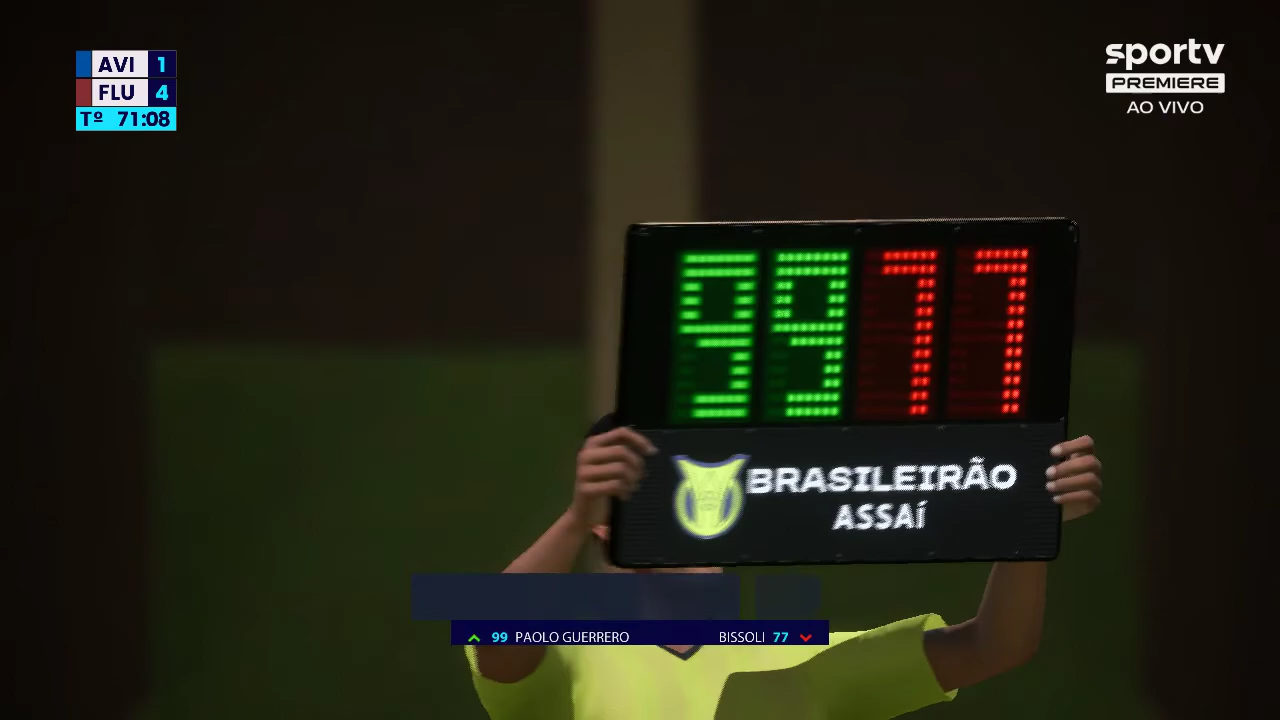 AVI 1
FLU 4
Tº 71:08
sportv
PREMIERE
AO VIVO
99 77
BRASILEIRÃO
ASSAÍ
99 PAOLO GUERRERO BISSOLI 77